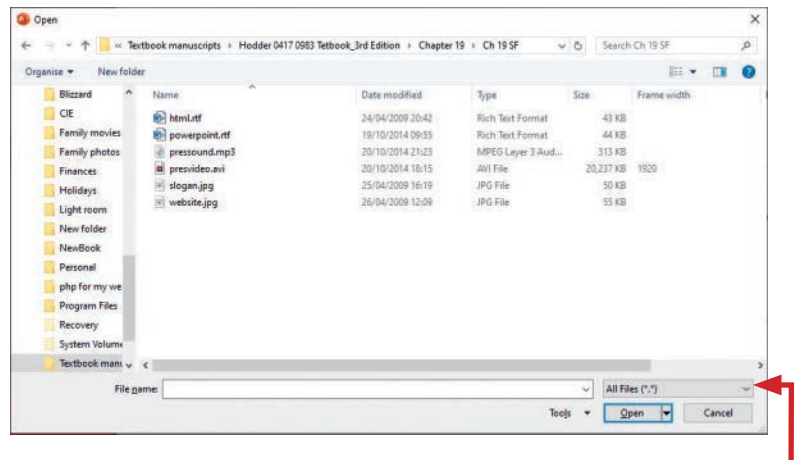 Open
« Textbook manuscripts › Hodder 0417 0983 Tetbook_3rd Edition › Chapter 19 › Ch 19 SF
Search Ch 19 SF
Organise New folder
Name Date modified Type Size Frame width
Blizzard
CIE
Family movies
Family photos
Finances
Holidays
Light room
New folder
NewBook
Personal
php for my we
Program Files
Recovery
System Volume
Textbook manu
html.rtf 24/04/2009 20:42 Rich Text Format 43 KB
powerpoint.rtf 19/10/2014 09:55 Rich Text Format 44 KB
pressound.mp3 20/10/2014 21:23 MPEG Layer 3 Aud... 313 KB
presvideo.avi 20/10/2014 18:15 AVI File 20,237 KB 1920
slogan.jpg 25/04/2009 16:19 JPG File 50 KB
website.jpg 26/04/2009 12:09 JPG File 55 KB
File name: All Files (*.*)
Tools Open Cancel